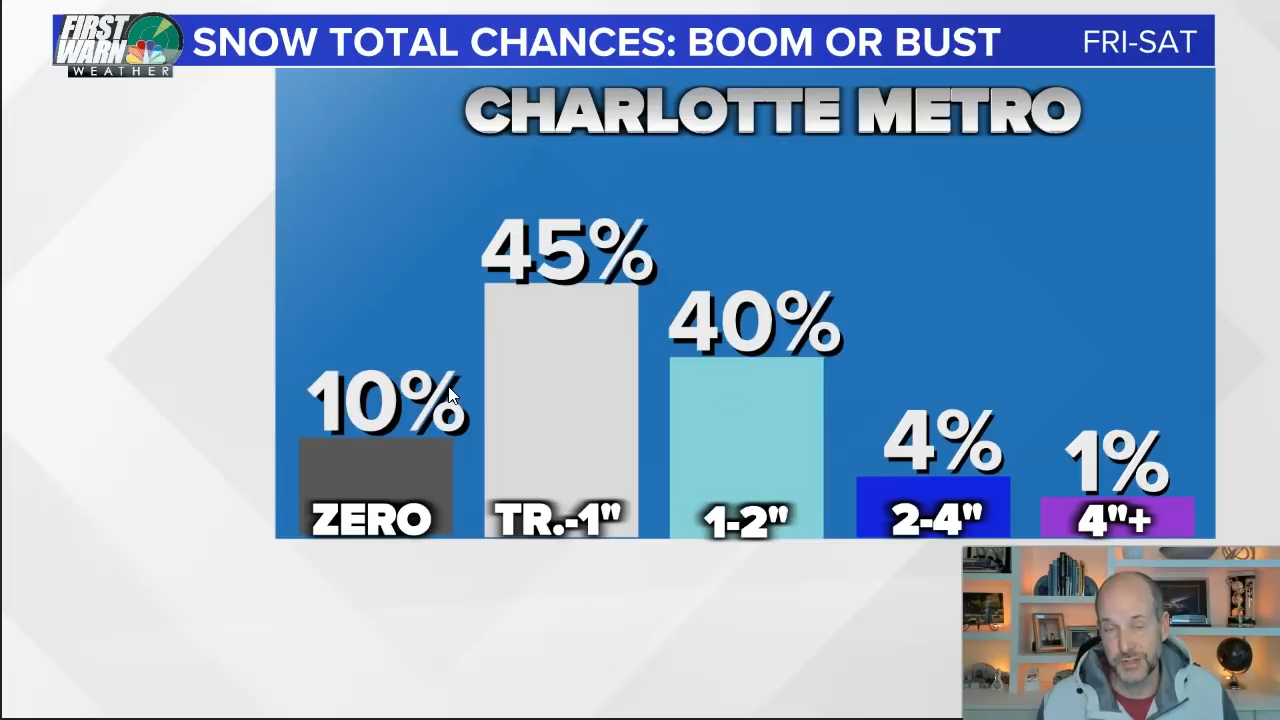 FIRST
WARN
WEATHER
SNOW TOTAL CHANCES: BOOM OR BUST
FRI-SAT
CHARLOTTE METRO
10%
45%
40%
4%
1%
ZERO
TR.-1"
1-2"
2-4"
4"+